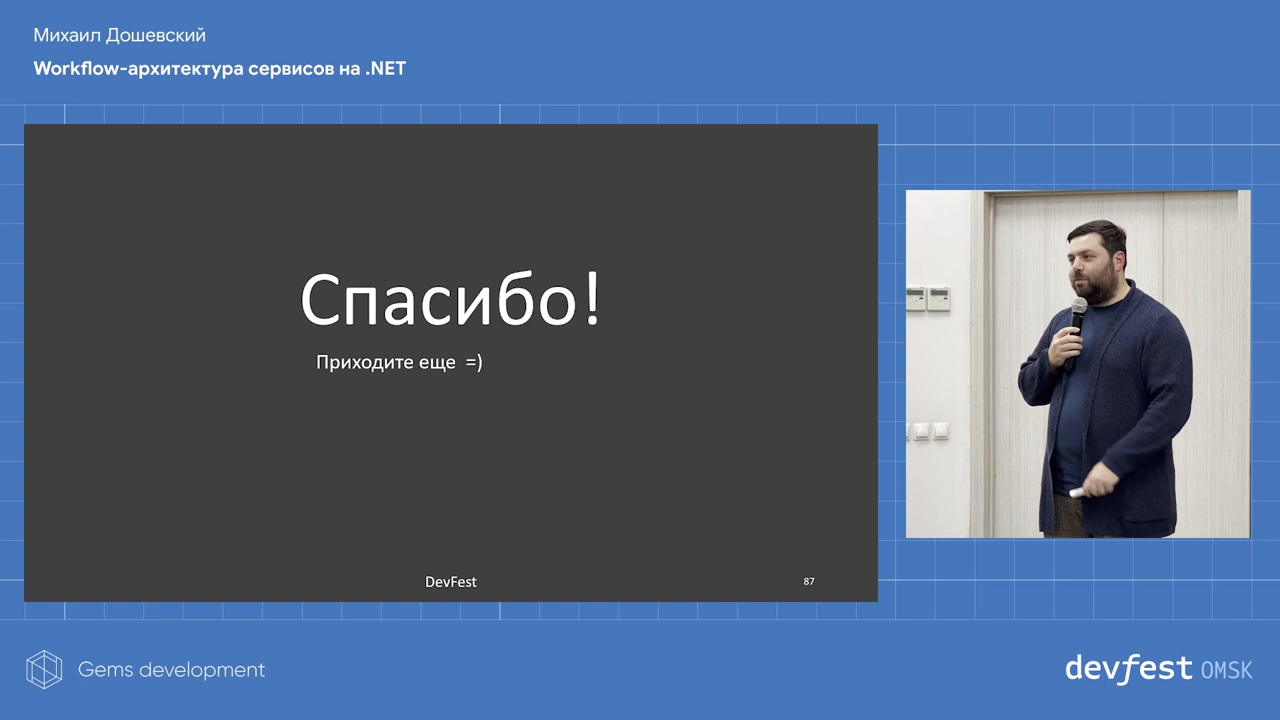 Михаил Дошевский
Workflow-архитектура сервисов на .NET
Спасибо!
Приходите еще =)
DevFest
87
Gems development
devfest OMSK